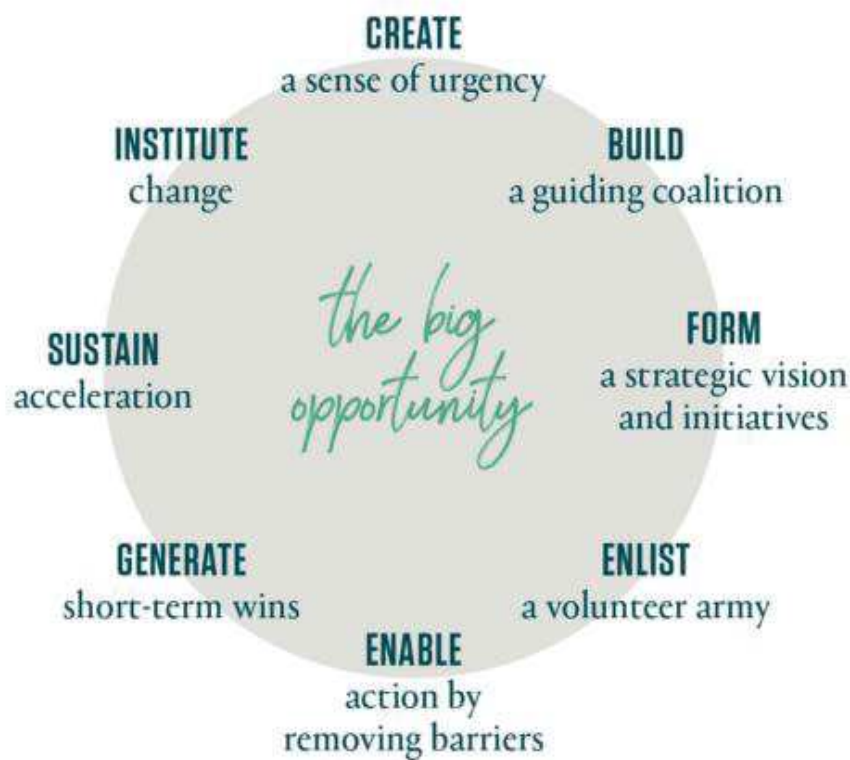 CREATE
a sense of urgency
BUILD
a guiding coalition
FORM
a strategic vision
and initiatives
ENLIST
a volunteer army
ENABLE
action by
removing barriers
GENERATE
short-term wins
SUSTAIN
acceleration
INSTITUTE
change
the big
opportunity